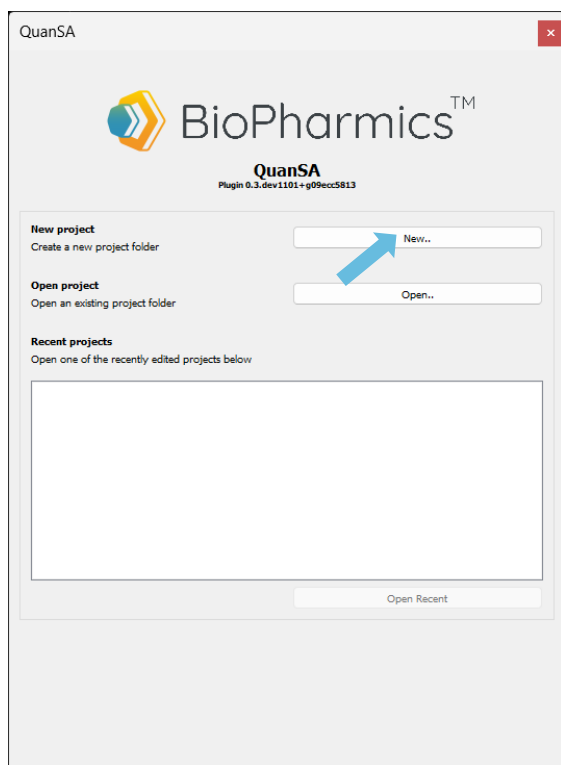 QuanSA
BioPharmics™
QuanSA
Plugin 0.3.dev1101+g09ecc5813
New project
Create a new project folder
New..
Open project
Open an existing project folder
Open..
Recent projects
Open one of the recently edited projects below
Open Recent